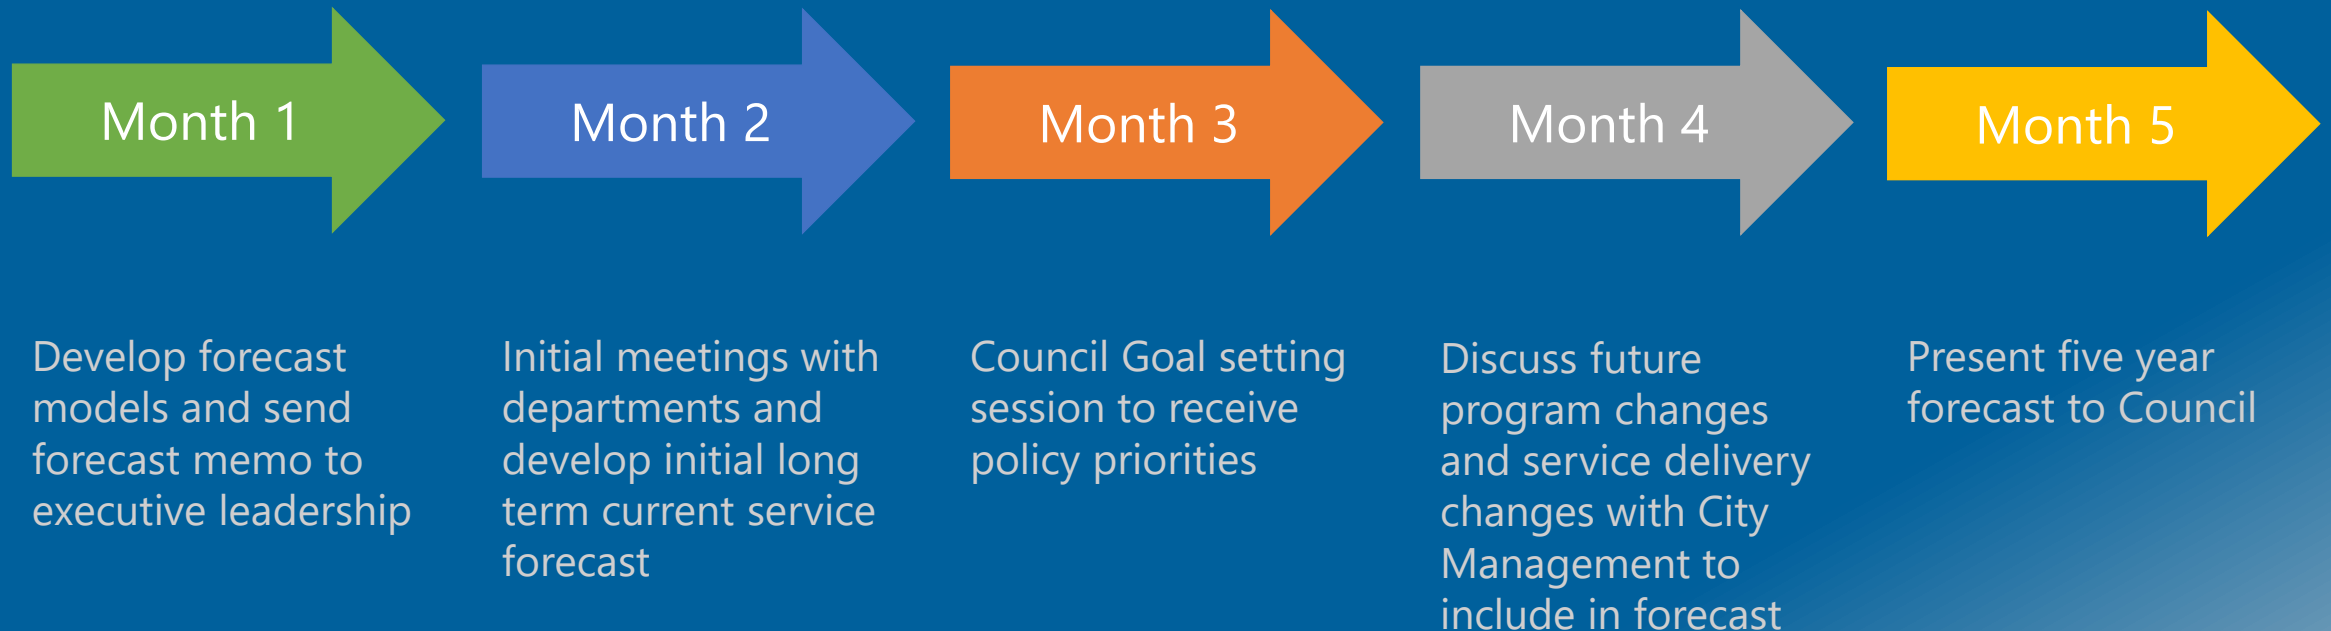 Month 1
Month 2
Month 3
Month 4
Month 5
Develop forecast
models and send
forecast memo to
executive leadership
Initial meetings with
departments and
develop initial long
term current service
forecast
Council Goal setting
session to receive
policy priorities
Discuss future
program changes
and service delivery
changes with City
Management to
include in forecast
Present five year
forecast to Council